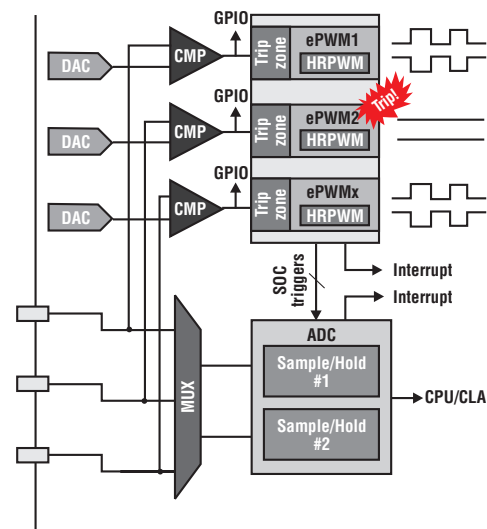 GPIO
DAC
CMP
Trip
zone
ePWM1
HRPWM
GPIO
Trip!
DAC
CMP
Trip
zone
ePWM2
HRPWM
GPIO
DAC
CMP
Trip
zone
ePWMx
HRPWM
SOC
triggers
Interrupt
Interrupt
MUX
ADC
Sample/Hold
#1
CPU/CLA
Sample/Hold
#2